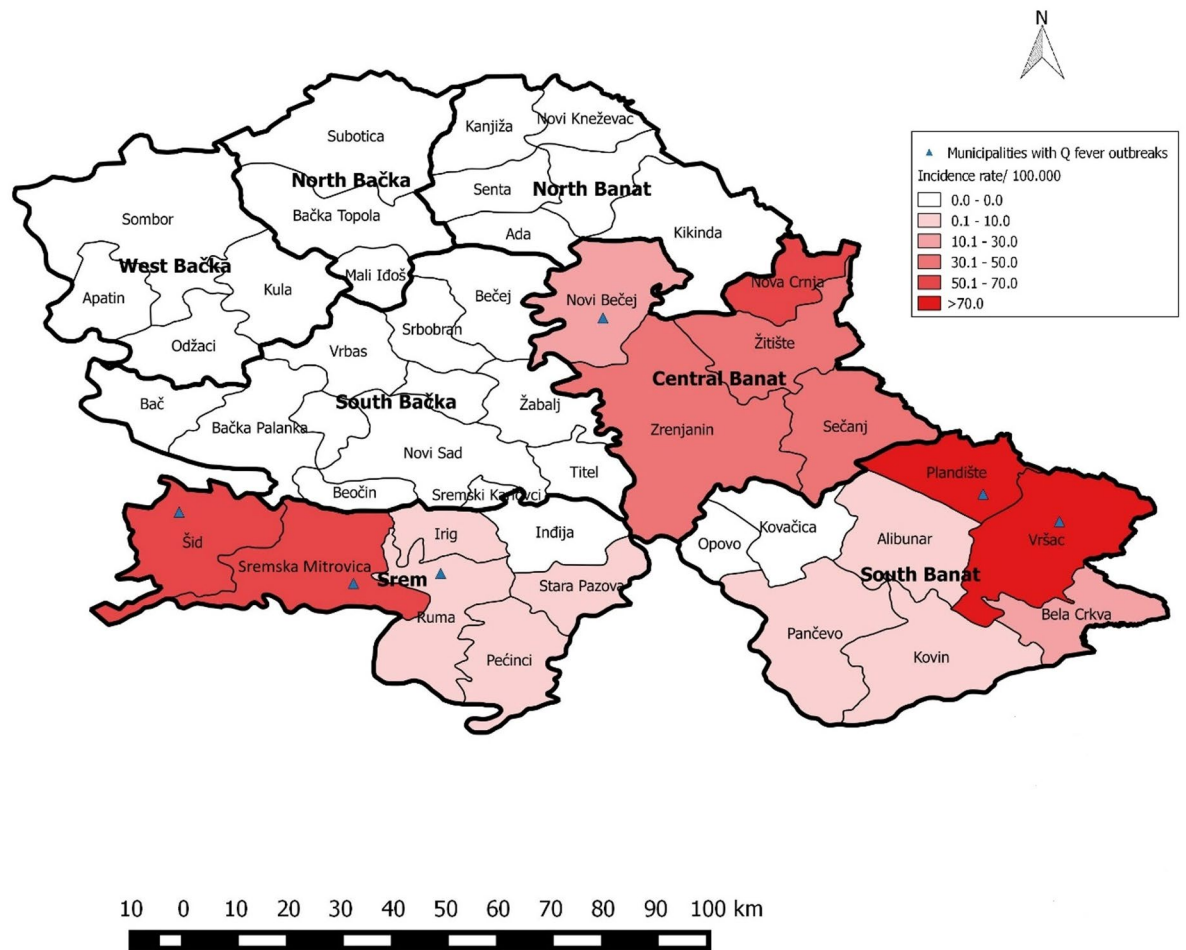 N
▲ Municipalities with Q fever outbreaks
Incidence rate/ 100.000
0.0 - 0.0
0.1 - 10.0
10.1 - 30.0
30.1 - 50.0
50.1 - 70.0
>70.0
Subotica
Kanjiža
Novi Kneževac
North Bačka
Senta
North Banat
Bačka Topola
Sombor
Ada
Kikinda
West Bačka
Mali Iđoš
Apatin
Kula
Bečej
Novi Bečej
Nova Crnja
Srbobran
Odžaci
Vrbas
Žitište
Central Banat
Bač
South Bačka
Žabalj
Bačka Palanka
Zrenjanin
Sečanj
Novi Sad
Titel
Plandište
Beočin
Sremski Karlovci
Šid
Irig
Inđija
Opovo
Kovačica
Alibunar
Vršac
Sremska Mitrovica
Srem
Stara Pazova
South Banat
Ruma
Bela Crkva
Pančevo
Pećinci
Kovin
10 0 10 20 30 40 50 60 70 80 90 100 km